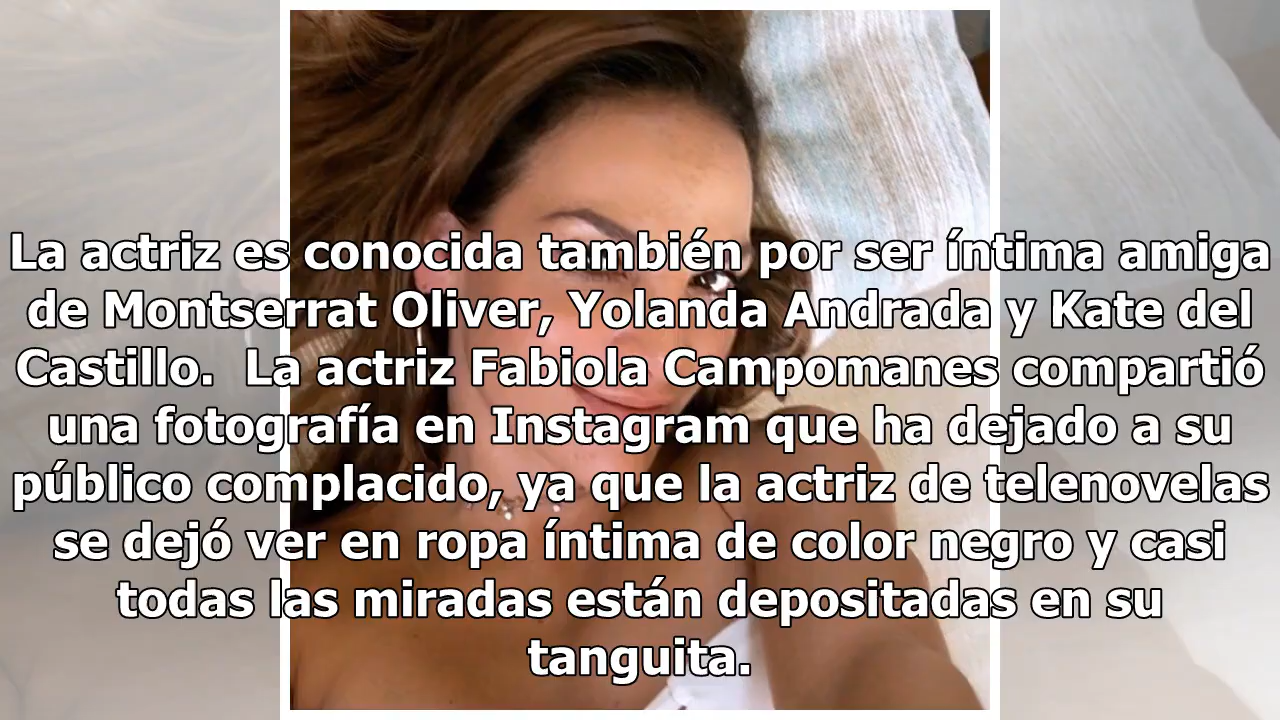 La actriz es conocida también por ser íntima amiga
de Montserrat Oliver, Yolanda Andrada y Kate del
Castillo.  La actriz Fabiola Campomanes compartió
una fotografía en Instagram que ha dejado a su
público complacido, ya que la actriz de telenovelas
se dejó ver en ropa íntima de color negro y casi
todas las miradas están depositadas en su
tanguita.